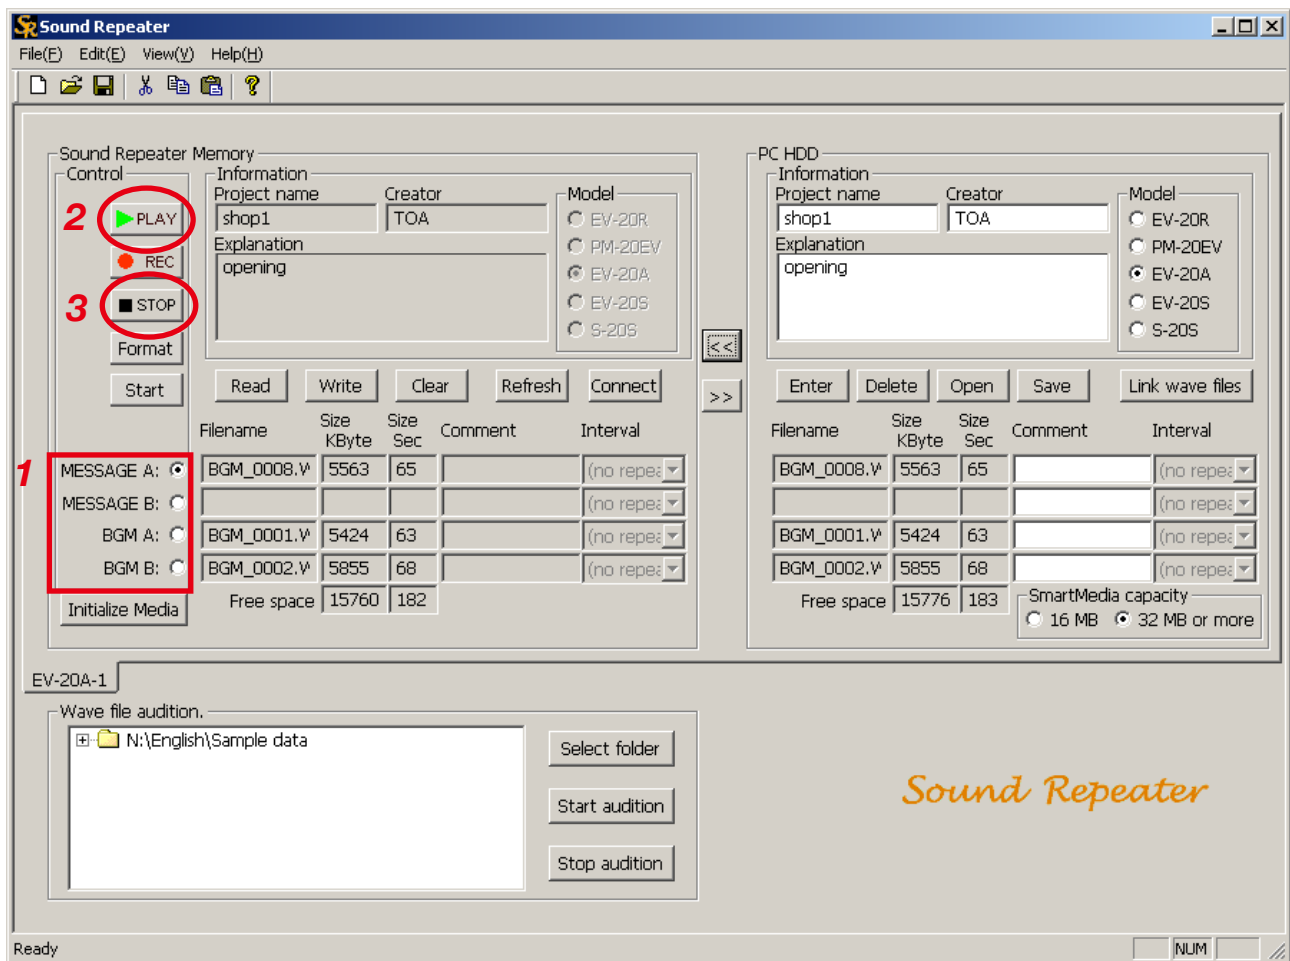 Sound Repeater
File(F) Edit(E) View(V) Help(H)
Sound Repeater Memory
Control
2
PLAY
REC
3
STOP
Format
Start
Information
Project name Creator
shop1 TOA
Explanation
opening
Model
EV-20R
PM-20EV
EV-20A
EV-20S
S-20S
Read Write Clear Refresh Connect
Filename Size KByte Size Sec Comment Interval
1
MESSAGE A: BGM_0008.W 5563 65 (no repea
MESSAGE B: (no repea
BGM A: BGM_0001.W 5424 63 (no repea
BGM B: BGM_0002.W 5855 68 (no repea
Initialize Media Free space 15760 182
<<
>>
PC HDD
Information
Project name Creator
shop1 TOA
Explanation
opening
Model
EV-20R
PM-20EV
EV-20A
EV-20S
S-20S
Enter Delete Open Save Link wave files
Filename Size KByte Size Sec Comment Interval
BGM_0008.W 5563 65 (no repea
(no repea
BGM_0001.W 5424 63 (no repea
BGM_0002.W 5855 68 (no repea
Free space 15776 183
SmartMedia capacity
16 MB 32 MB or more
EV-20A-1
Wave file audition.
N:\English\Sample data
Select folder
Start audition
Stop audition
Sound Repeater
Ready NUM